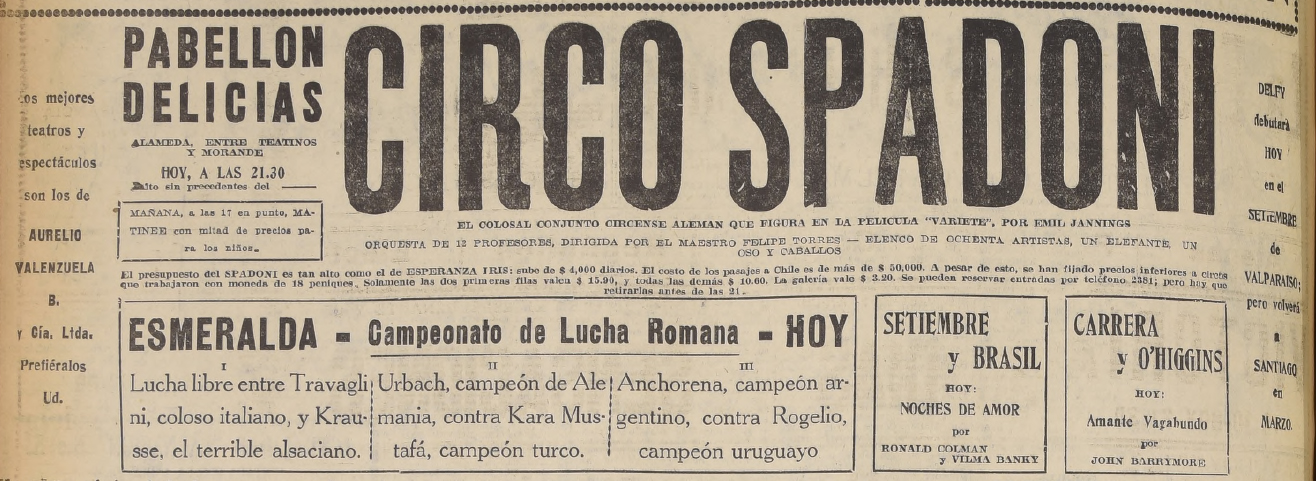 os mejores
teatros y
espectáculos
son los de
AURELIO
VALENZUELA
B.
y Cía. Ltda.
Prefiéralos
Ud.
PABELLON
DELICIAS
ALAMEDA, ENTRE TEATINOS
Y MORANDE
HOY, A LAS 21.30
sin precedentes del
MAÑANA, a las 17 en punto, MA-
TINEE con mitad de precios pa-
ra los niños.
CIRCO SPADONI
EL COLOSAL CONJUNTO CIRCENSE ALEMAN QUE FIGURA EN LA PELICULA "VARIETE", POR EMIL JANNINGS
ORQUESTA DE 12 PROFESORES, DIRIGIDA POR EL MAESTRO FELIPE TORRES — ELENCO DE OCHENTA ARTISTAS, UN ELEFANTE, UN
OSO Y CABALLOS
El presupuesto del SPADONI es tan alto como el de ESPERANZA IRIS: sube de $ 4,000 diarios. El costo de los pasajes a Chile es de más de $ 50,000. A pesar de esto, se han fijado precios inferiores a circos
que trabajaron con moneda de 18 peniques. Solamente las dos primeras filas valen $ 15.90, y todas las demás $ 10.60. La galería vale $ 3.20. Se pueden reservar entradas por teléfono 2381; pero hay que
retirarlas antes de las 21.
ESMERALDA - Campeonato de Lucha Romana - HOY
I
Lucha libre entre Travagli
ni, coloso italiano, y Krau-
sse, el terrible alsaciano.
II
Urbach, campeón de Ale
mania, contra Kara Mus-
tafá, campeón turco.
III
Anchorena, campeón ar-
gentino, contra Rogelio,
campeón uruguayo
SETIEMBRE
y BRASIL
HOY:
NOCHES DE AMOR
por
RONALD COLMAN
y VILMA BANKY
CARRERA
y O'HIGGINS
HOY:
Amante Vagabundo
por
JOHN BARRYMORE
DELFY
debutará
HOY
en el
SETIEMBRE
de
VALPARAISO;
pero volverá
a
SANTIAGO
en
MARZO.